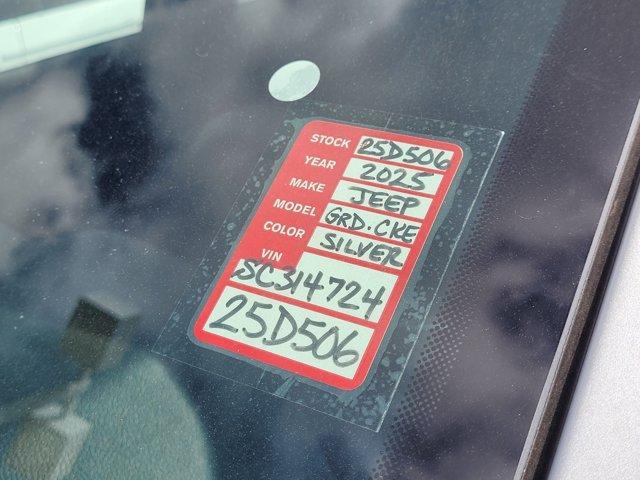 STOCK 25D506
YEAR 2025
MAKE JEEP
MODEL GRD.CKE
COLOR SILVER
VIN
SC314724
25D506